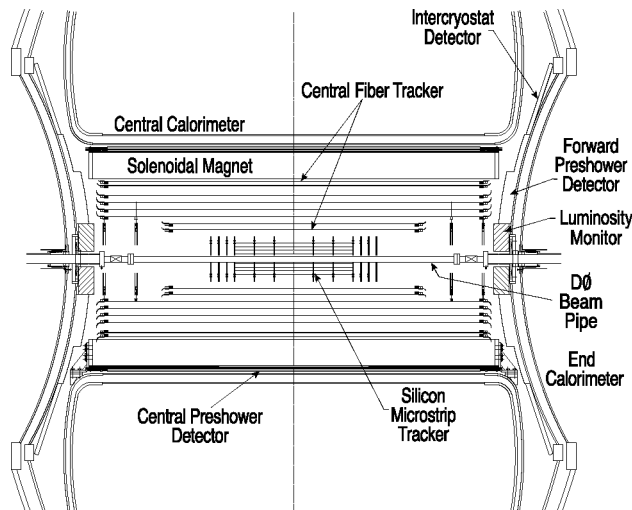 Intercryostat
Detector
Central Fiber Tracker
Central Calorimeter
Solenoidal Magnet
Forward
Preshower
Detector
Luminosity
Monitor
DØ
Beam
Pipe
End
Calorimeter
Silicon
Microstrip
Tracker
Central Preshower
Detector